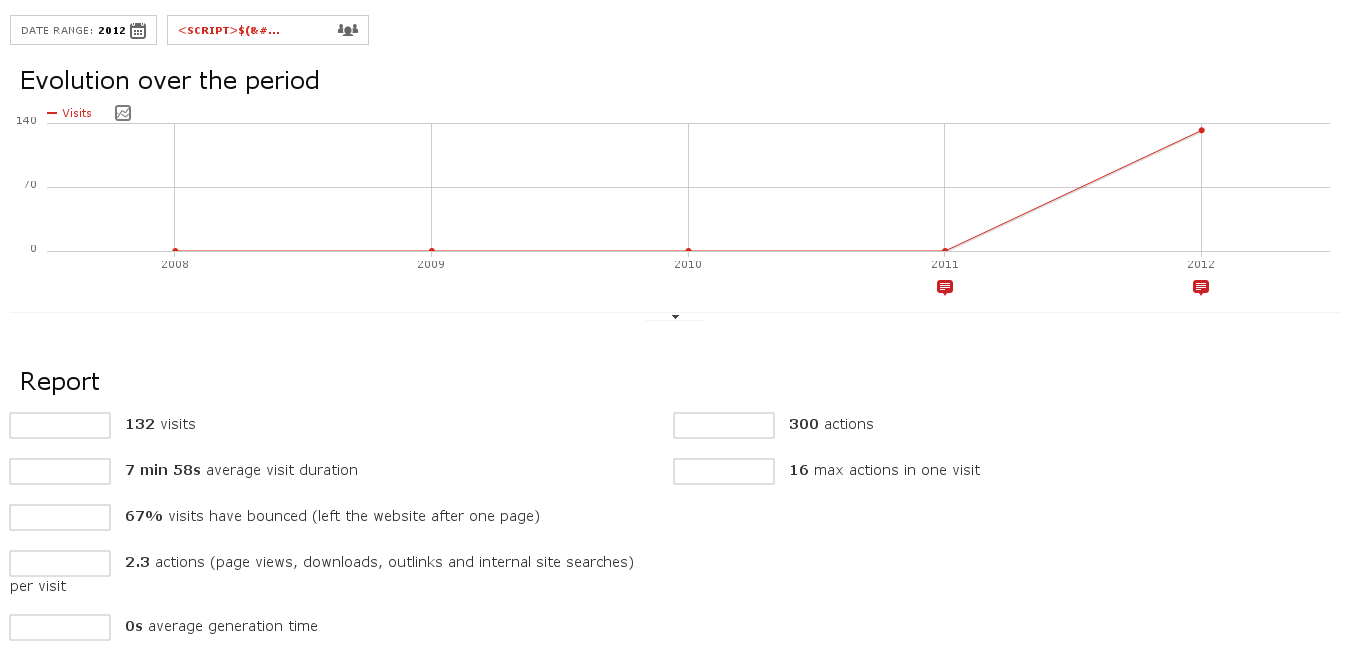 DATE RANGE: 2012
<SCRIPT>$(&#...
Evolution over the period
Visits
140
70
0
2008 2009 2010 2011 2012
Report
132 visits
300 actions
7 min 58s average visit duration
16 max actions in one visit
67% visits have bounced (left the website after one page)
2.3 actions (page views, downloads, outlinks and internal site searches)
per visit
0s average generation time